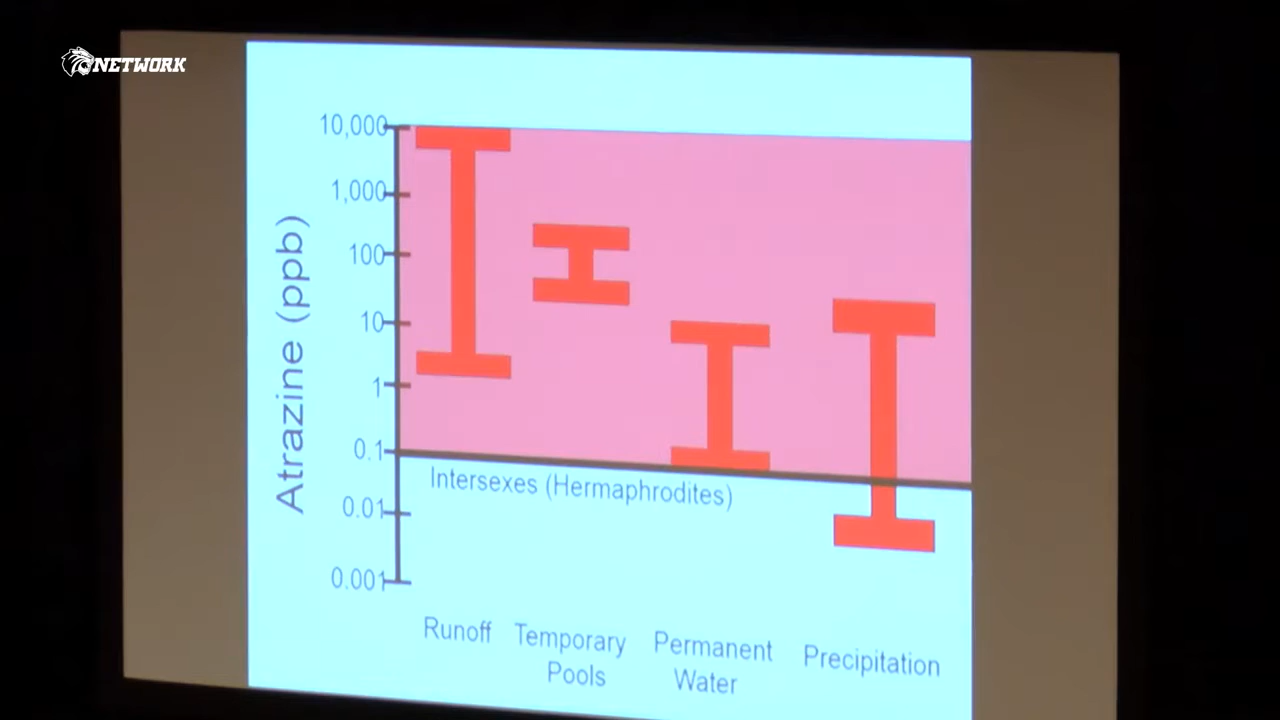 NETWORK
10,000
1,000
100
10
1
0.1
0.01
0.001
Atrazine (ppb)
Intersexes (Hermaphrodites)
Runoff
Temporary
Pools
Permanent
Water
Precipitation